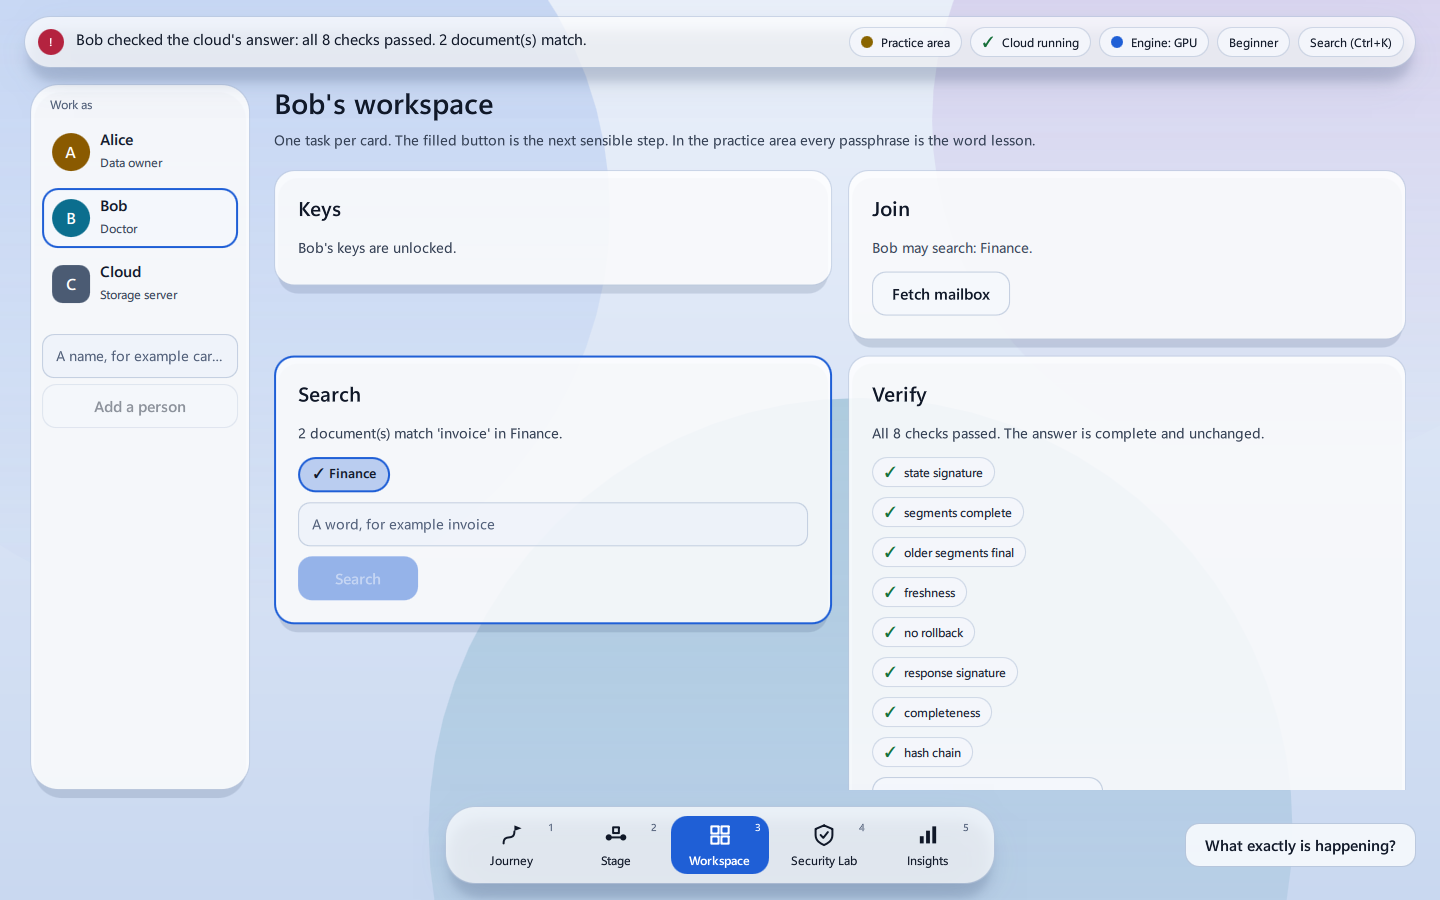 ! Bob checked the cloud's answer: all 8 checks passed. 2 document(s) match.
Practice area
✓ Cloud running
Engine: GPU
Beginner
Search (Ctrl+K)
Work as
A
Alice
Data owner
B
Bob
Doctor
C
Cloud
Storage server
A name, for example car...
Add a person
Bob's workspace
One task per card. The filled button is the next sensible step. In the practice area every passphrase is the word lesson.
Keys
Bob's keys are unlocked.
Join
Bob may search: Finance.
Fetch mailbox
Search
2 document(s) match 'invoice' in Finance.
✓ Finance
A word, for example invoice
Search
Verify
All 8 checks passed. The answer is complete and unchanged.
✓ state signature
✓ segments complete
✓ older segments final
✓ freshness
✓ no rollback
✓ response signature
✓ completeness
✓ hash chain
Journey 1
Stage 2
Workspace 3
Security Lab 4
Insights 5
What exactly is happening?